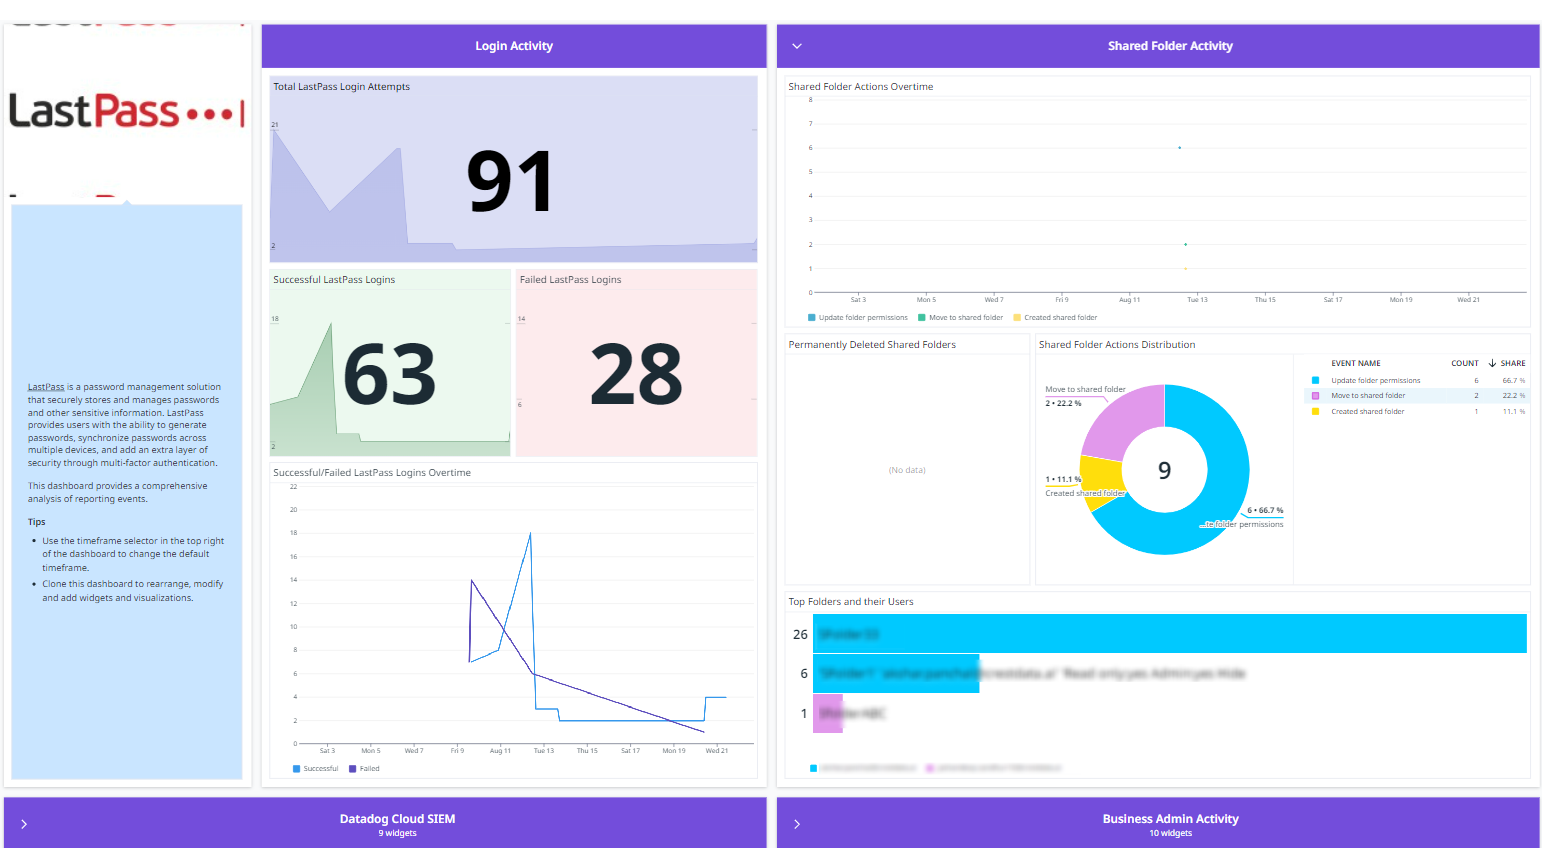 LastPass
LastPass is a password management solution
that securely stores and manages passwords
and other sensitive information. LastPass
provides users with the ability to generate
passwords, synchronize passwords across
multiple devices, and add an extra layer of
security through multi-factor authentication.
This dashboard provides a comprehensive
analysis of reporting events.
Tips
Use the timeframe selector in the top right
of the dashboard to change the default
timeframe.
Clone this dashboard to rearrange, modify
and add widgets and visualizations.
Login Activity
Total LastPass Login Attempts
21
91
2
Successful LastPass Logins
18
63
2
Failed LastPass Logins
14
28
6
Successful/Failed LastPass Logins Overtime
22
20
18
16
14
12
10
8
6
4
2
0
Sat 3 Mon 5 Wed 7 Fri 9 Aug 11 Tue 13 Thu 15 Sat 17 Mon 19 Wed 21
Successful Failed
Shared Folder Activity
Shared Folder Actions Overtime
8
7
6
5
4
3
2
1
0
Sat 3 Mon 5 Wed 7 Fri 9 Aug 11 Tue 13 Thu 15 Sat 17 Mon 19 Wed 21
Update folder permissions Move to shared folder Created shared folder
Permanently Deleted Shared Folders
(No data)
Shared Folder Actions Distribution
Move to shared folder
2 • 22.2 %
1 • 11.1 %
Created shared folder
9
6 • 66.7 %
...te folder permissions
EVENT NAME COUNT ↓ SHARE
Update folder permissions 6 66.7 %
Move to shared folder 2 22.2 %
Created shared folder 1 11.1 %
Top Folders and their Users
26
6
1
Datadog Cloud SIEM
9 widgets
Business Admin Activity
10 widgets